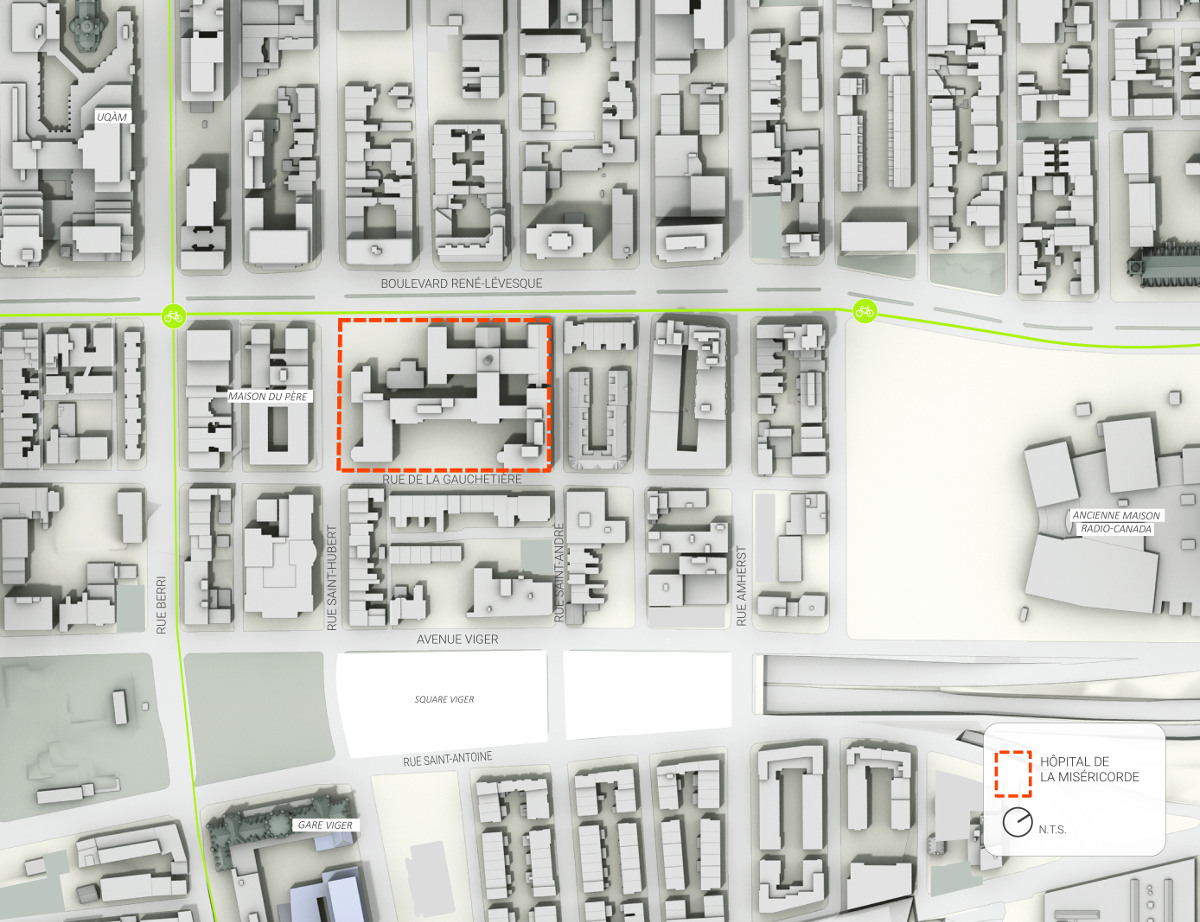 UQÀM
BOULEVARD RENÉ-LÉVESQUE
MAISON DU PÈRE
RUE DE LA GAUCHETIÈRE
ANCIENNE MAISON
RADIO-CANADA
RUE BERRI
RUE SAINT-HUBERT
RUE SAINT-ANDRÉ
RUE AMHERST
AVENUE VIGER
SQUARE VIGER
RUE SAINT-ANTOINE
HÔPITAL DE
LA MISÉRICORDE
N.T.S.
GARE VIGER